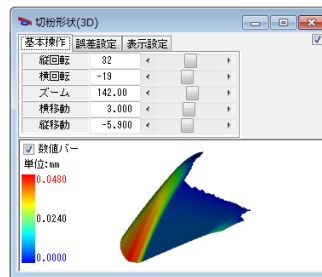 切粉形状(3D)
基本操作 誤差設定 表示設定
縦回転 32
横回転 -19
ズーム 142.00
横移動 3.000
縦移動 -5.900
数値バー
単位:mm
0.0480
0.0240
0.0000